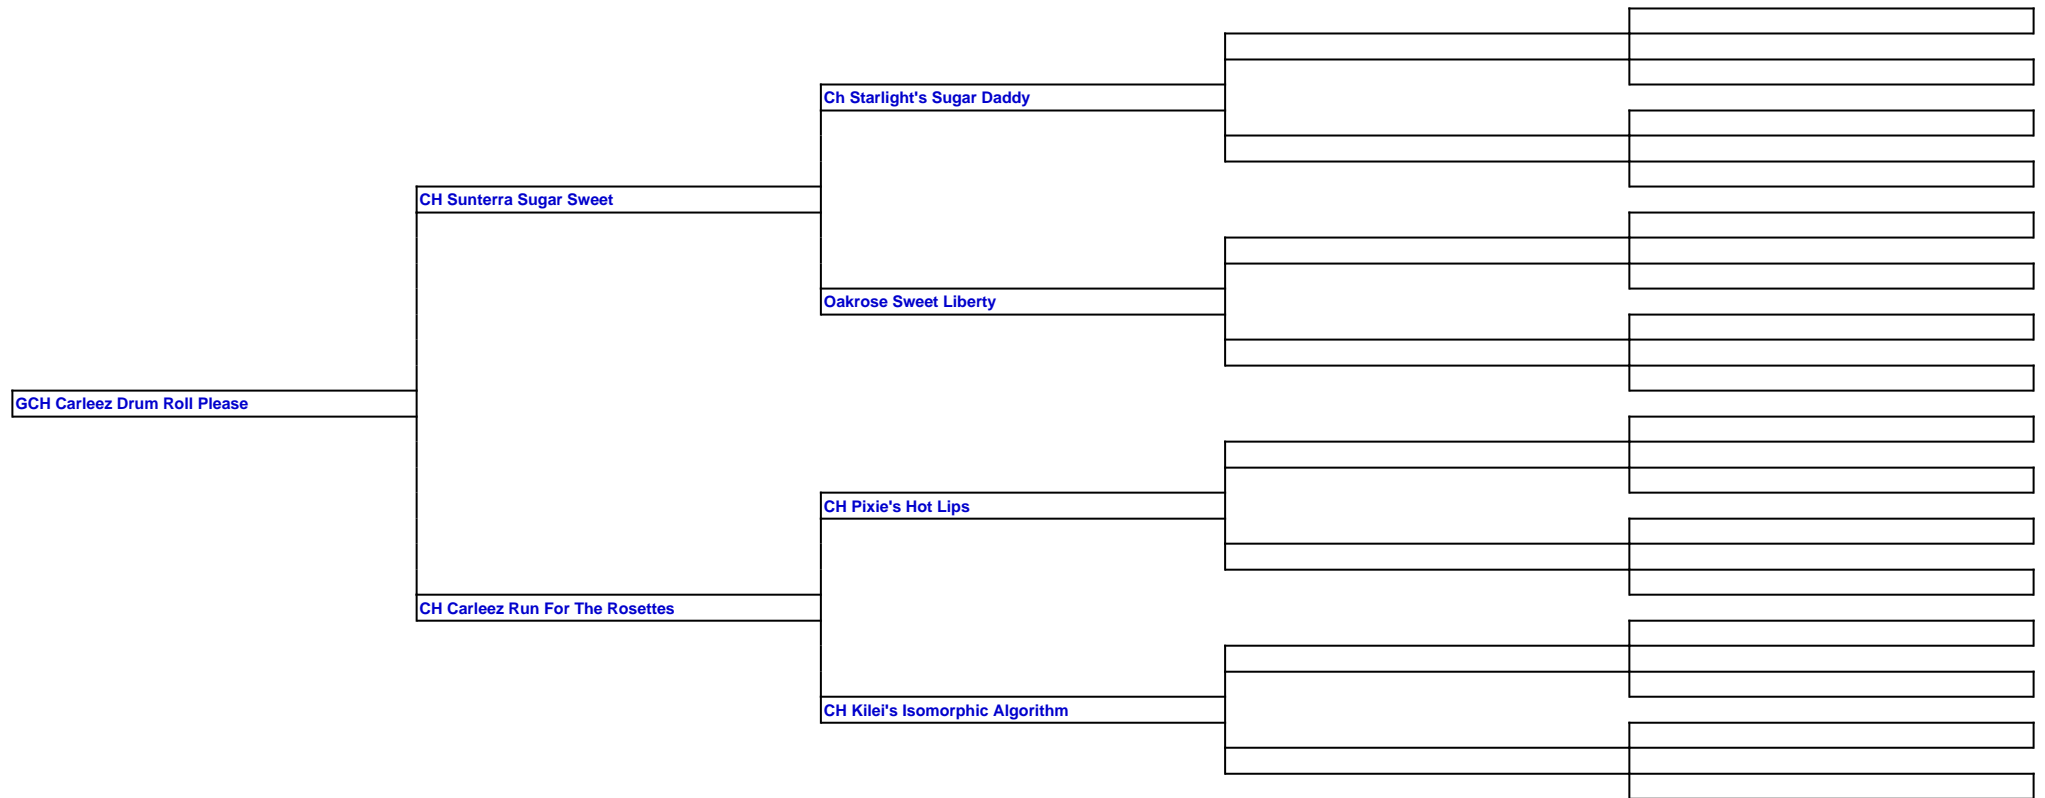 Ch Starlight's Sugar Daddy
CH Sunterra Sugar Sweet
Oakrose Sweet Liberty
GCH Carleez Drum Roll Please
CH Pixie's Hot Lips
CH Carleez Run For The Rosettes
CH Kilei's Isomorphic Algorithm